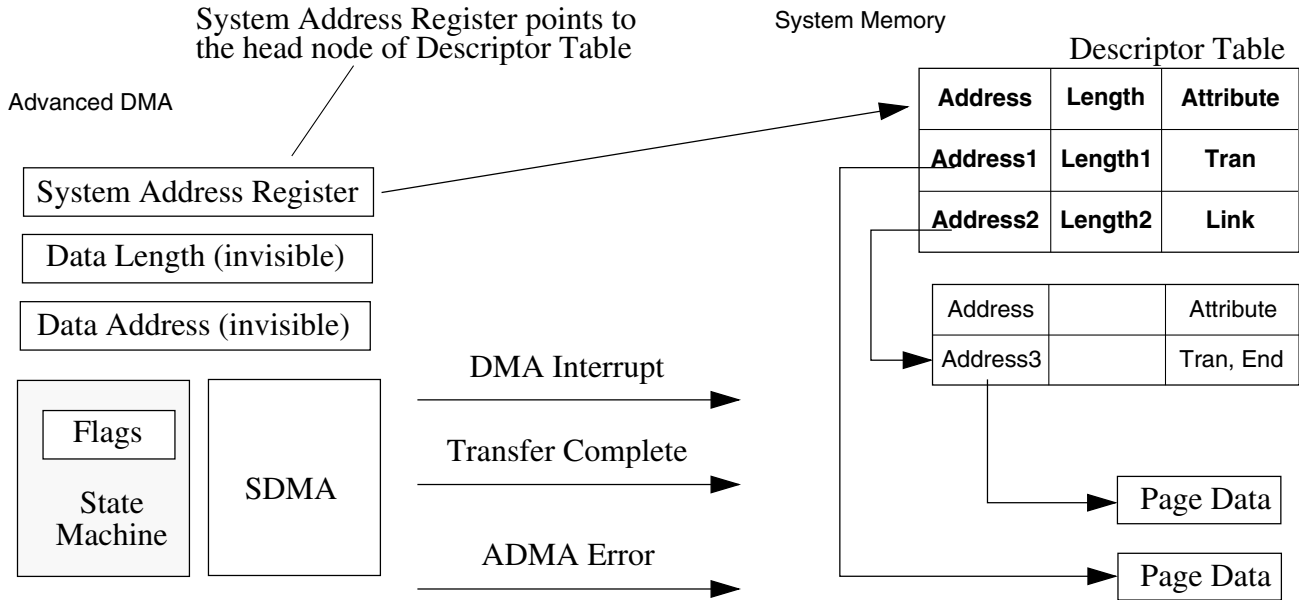 System Address Register points to
the head node of Descriptor Table
System Memory
Descriptor Table
Advanced DMA
Address Length Attribute
Address1 Length1 Tran
Address2 Length2 Link
System Address Register
Data Length (invisible)
Data Address (invisible)
Address Attribute
Address3 Tran, End
Flags
State
Machine
SDMA
DMA Interrupt
Transfer Complete
ADMA Error
Page Data
Page Data